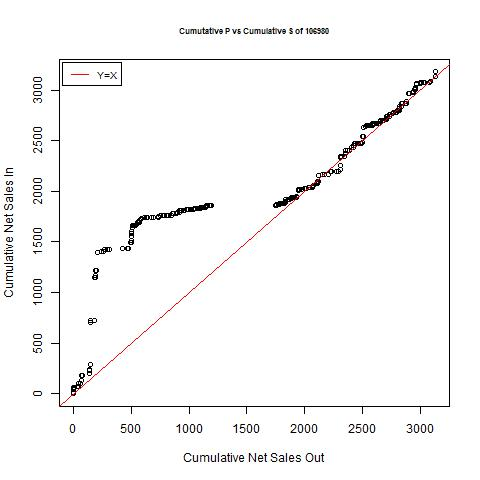 Cumutative P vs Cumulative S of 106980
Y=X
Cumulative Net Sales In
3000
2500
2000
1500
1000
500
0
0 500 1000 1500 2000 2500 3000
Cumulative Net Sales Out